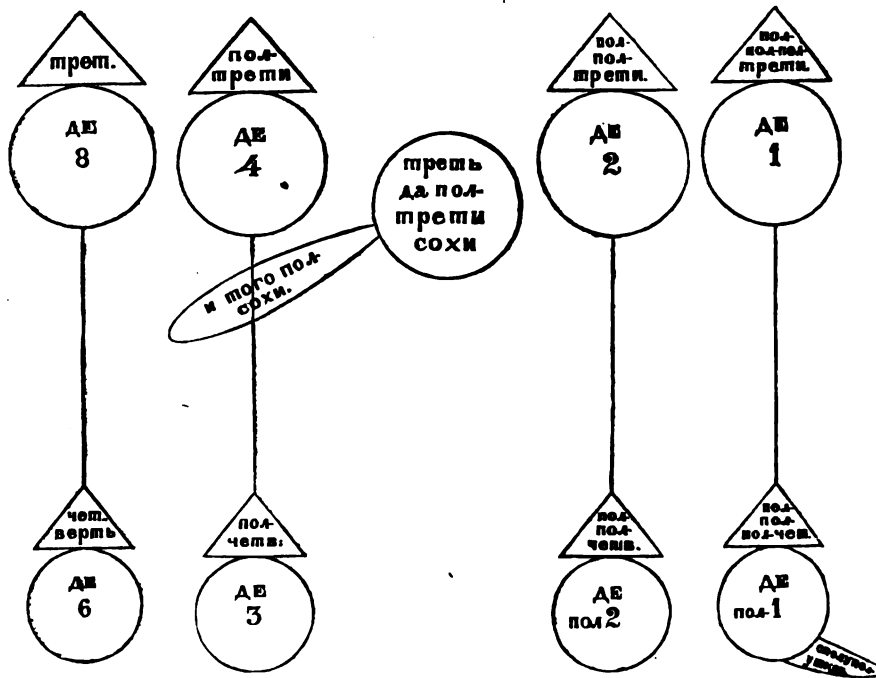 трет.
ДЕ
8
пол-
трети
ДЕ
4
треть
да пол-
трети
сохи
и того пол-
сохи.
пол-
пол-
трети.
ДЕ
2
пол-
пол-пол-
трети.
ДЕ
1
чет-
верть
ДЕ
6
пол-
четв:
ДЕ
3
пол-
пол-
четв.
ДЕ
пол 2
пол-
пол-
пол-чет.
ДЕ
пол-1